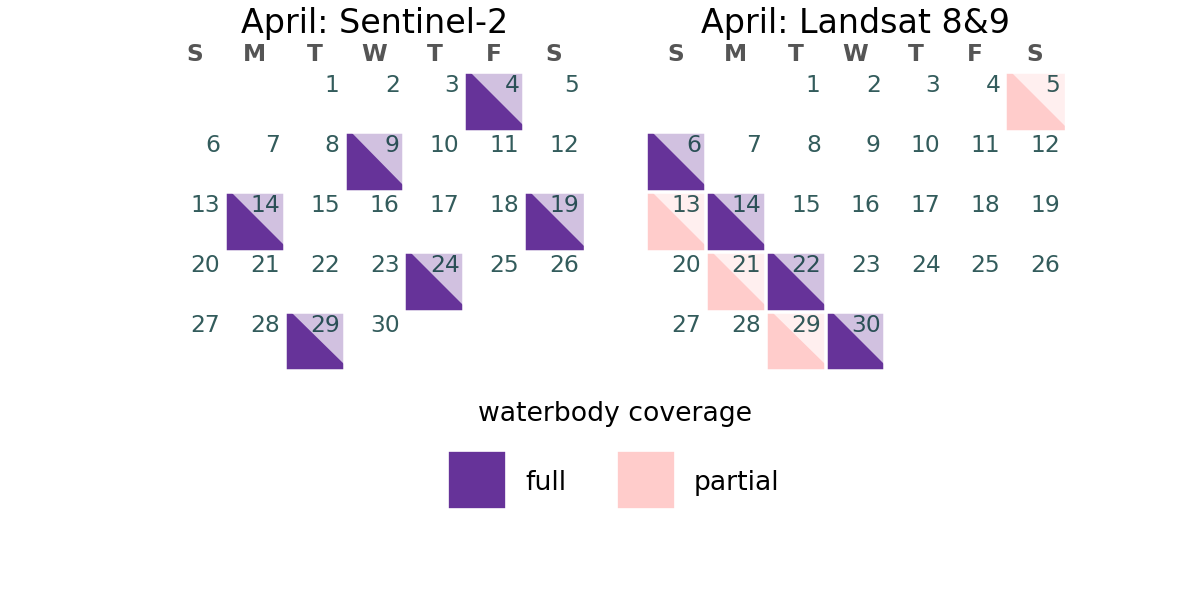 April: Sentinel-2
S M T W T F S
1 2 3 4 5
6 7 8 9 10 11 12
13 14 15 16 17 18 19
20 21 22 23 24 25 26
27 28 29 30
April: Landsat 8&9
S M T W T F S
1 2 3 4 5
6 7 8 9 10 11 12
13 14 15 16 17 18 19
20 21 22 23 24 25 26
27 28 29 30
waterbody coverage
full
partial